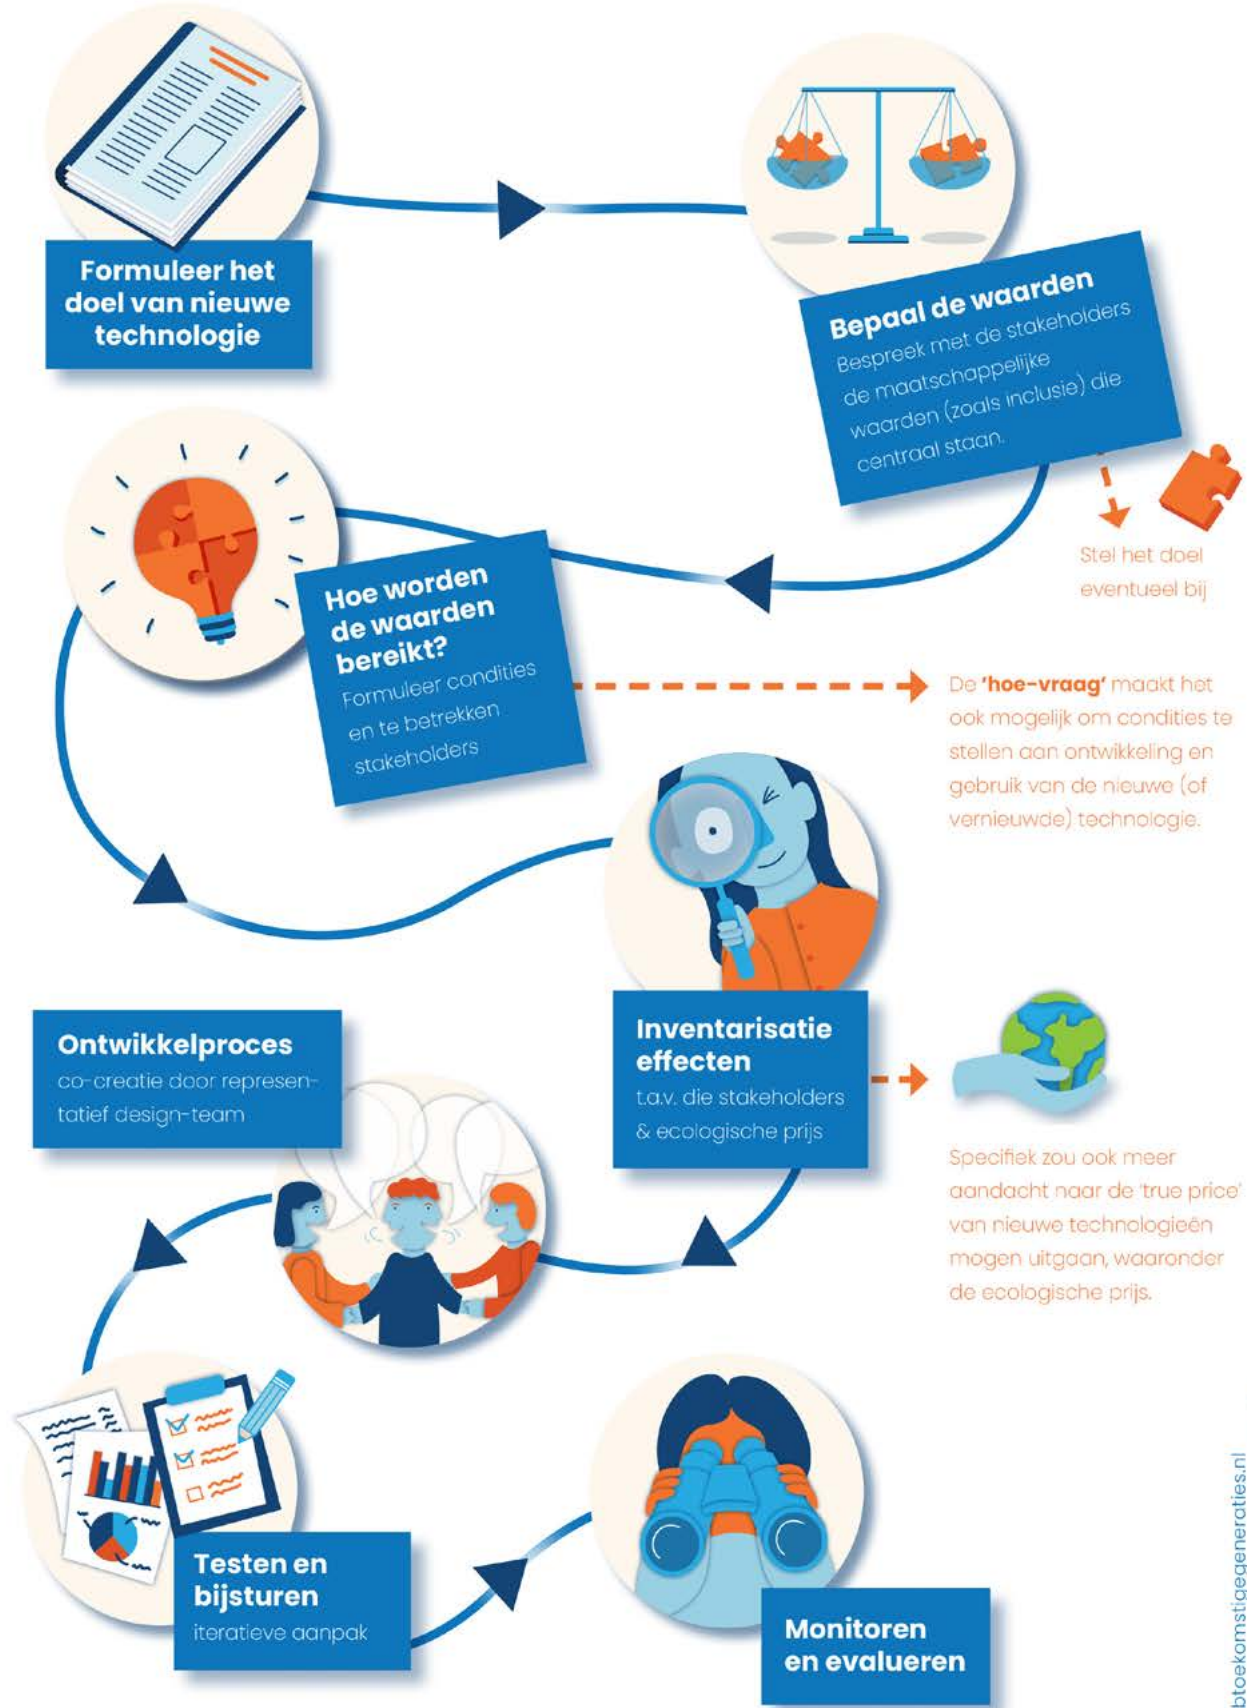 Formuleer het
doel van nieuwe
technologie
Bepaal de waarden
Bespreek met de stakeholders
de maatschappelijke
waarden (zoals inclusie) die
centraal staan.
Stel het doel
eventueel bij
Hoe worden
de waarden
bereikt?
Formuleer condities
en te betrekken
stakeholders
De 'hoe-vraag' maakt het
ook mogelijk om condities te
stellen aan ontwikkeling en
gebruik van de nieuwe (of
vernieuwde) technologie.
Inventarisatie
effecten
t.a.v. die stakeholders
& ecologische prijs
Specifiek zou ook meer
aandacht naar de 'true price'
van nieuwe technologieën
mogen uitgaan, waaronder
de ecologische prijs.
Ontwikkelproces
co-creatie door represen-
tatief design-team
Testen en
bijsturen
iteratieve aanpak
Monitoren
en evalueren
btoekomstigegeneraties.nl